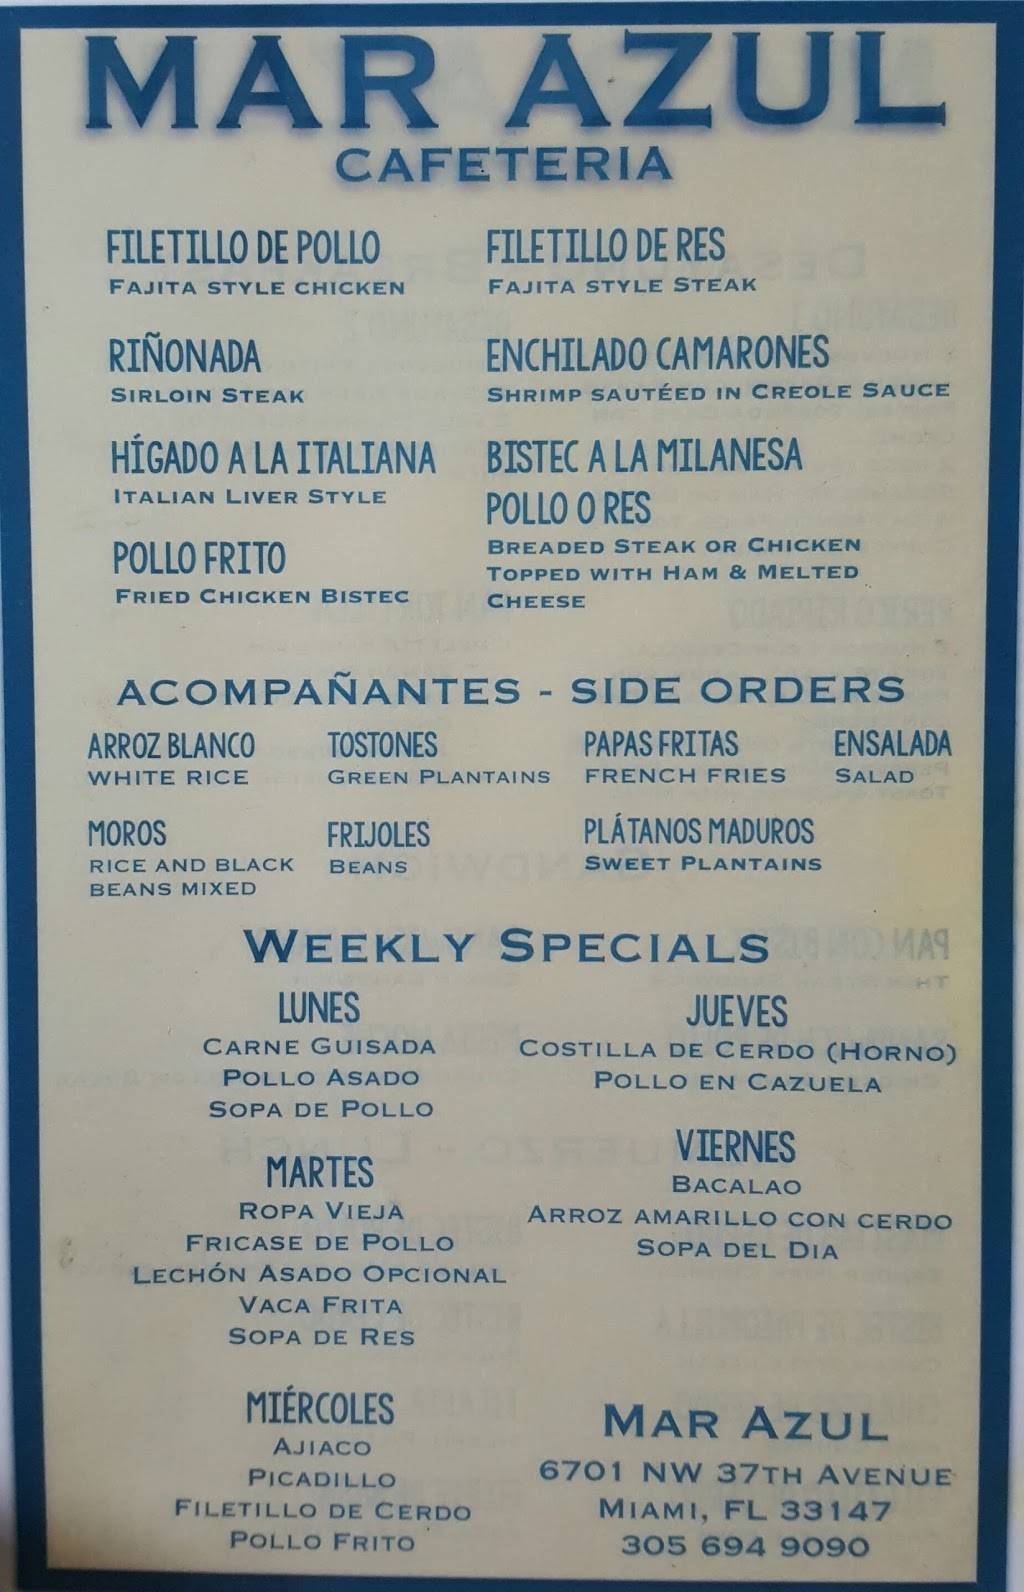 MAR AZUL
CAFETERIA
FILETILLO DE POLLO
FAJITA STYLE CHICKEN
RIÑONADA
SIRLOIN STEAK
HÍGADO A LA ITALIANA
ITALIAN LIVER STYLE
POLLO FRITO
FRIED CHICKEN BISTEC
FILETILLO DE RES
FAJITA STYLE STEAK
ENCHILADO CAMARONES
SHRIMP SAUTÉED IN CREOLE SAUCE
BISTEC A LA MILANESA
POLLO O RES
BREADED STEAK OR CHICKEN
TOPPED WITH HAM & MELTED
CHEESE
ACOMPAÑANTES - SIDE ORDERS
ARROZ BLANCO
WHITE RICE
TOSTONES
GREEN PLANTAINS
PAPAS FRITAS
FRENCH FRIES
ENSALADA
SALAD
MOROS
RICE AND BLACK
BEANS MIXED
FRIJOLES
BEANS
PLÁTANOS MADUROS
SWEET PLANTAINS
WEEKLY SPECIALS
LUNES
CARNE GUISADA
POLLO ASADO
SOPA DE POLLO
MARTES
ROPA VIEJA
FRICASE DE POLLO
LECHÓN ASADO OPCIONAL
VACA FRITA
SOPA DE RES
MIÉRCOLES
AJIACO
PICADILLO
FILETILLO DE CERDO
POLLO FRITO
JUEVES
COSTILLA DE CERDO (HORNO)
POLLO EN CAZUELA
VIERNES
BACALAO
ARROZ AMARILLO CON CERDO
SOPA DEL DIA
MAR AZUL
6701 NW 37TH AVENUE
MIAMI, FL 33147
305 694 9090